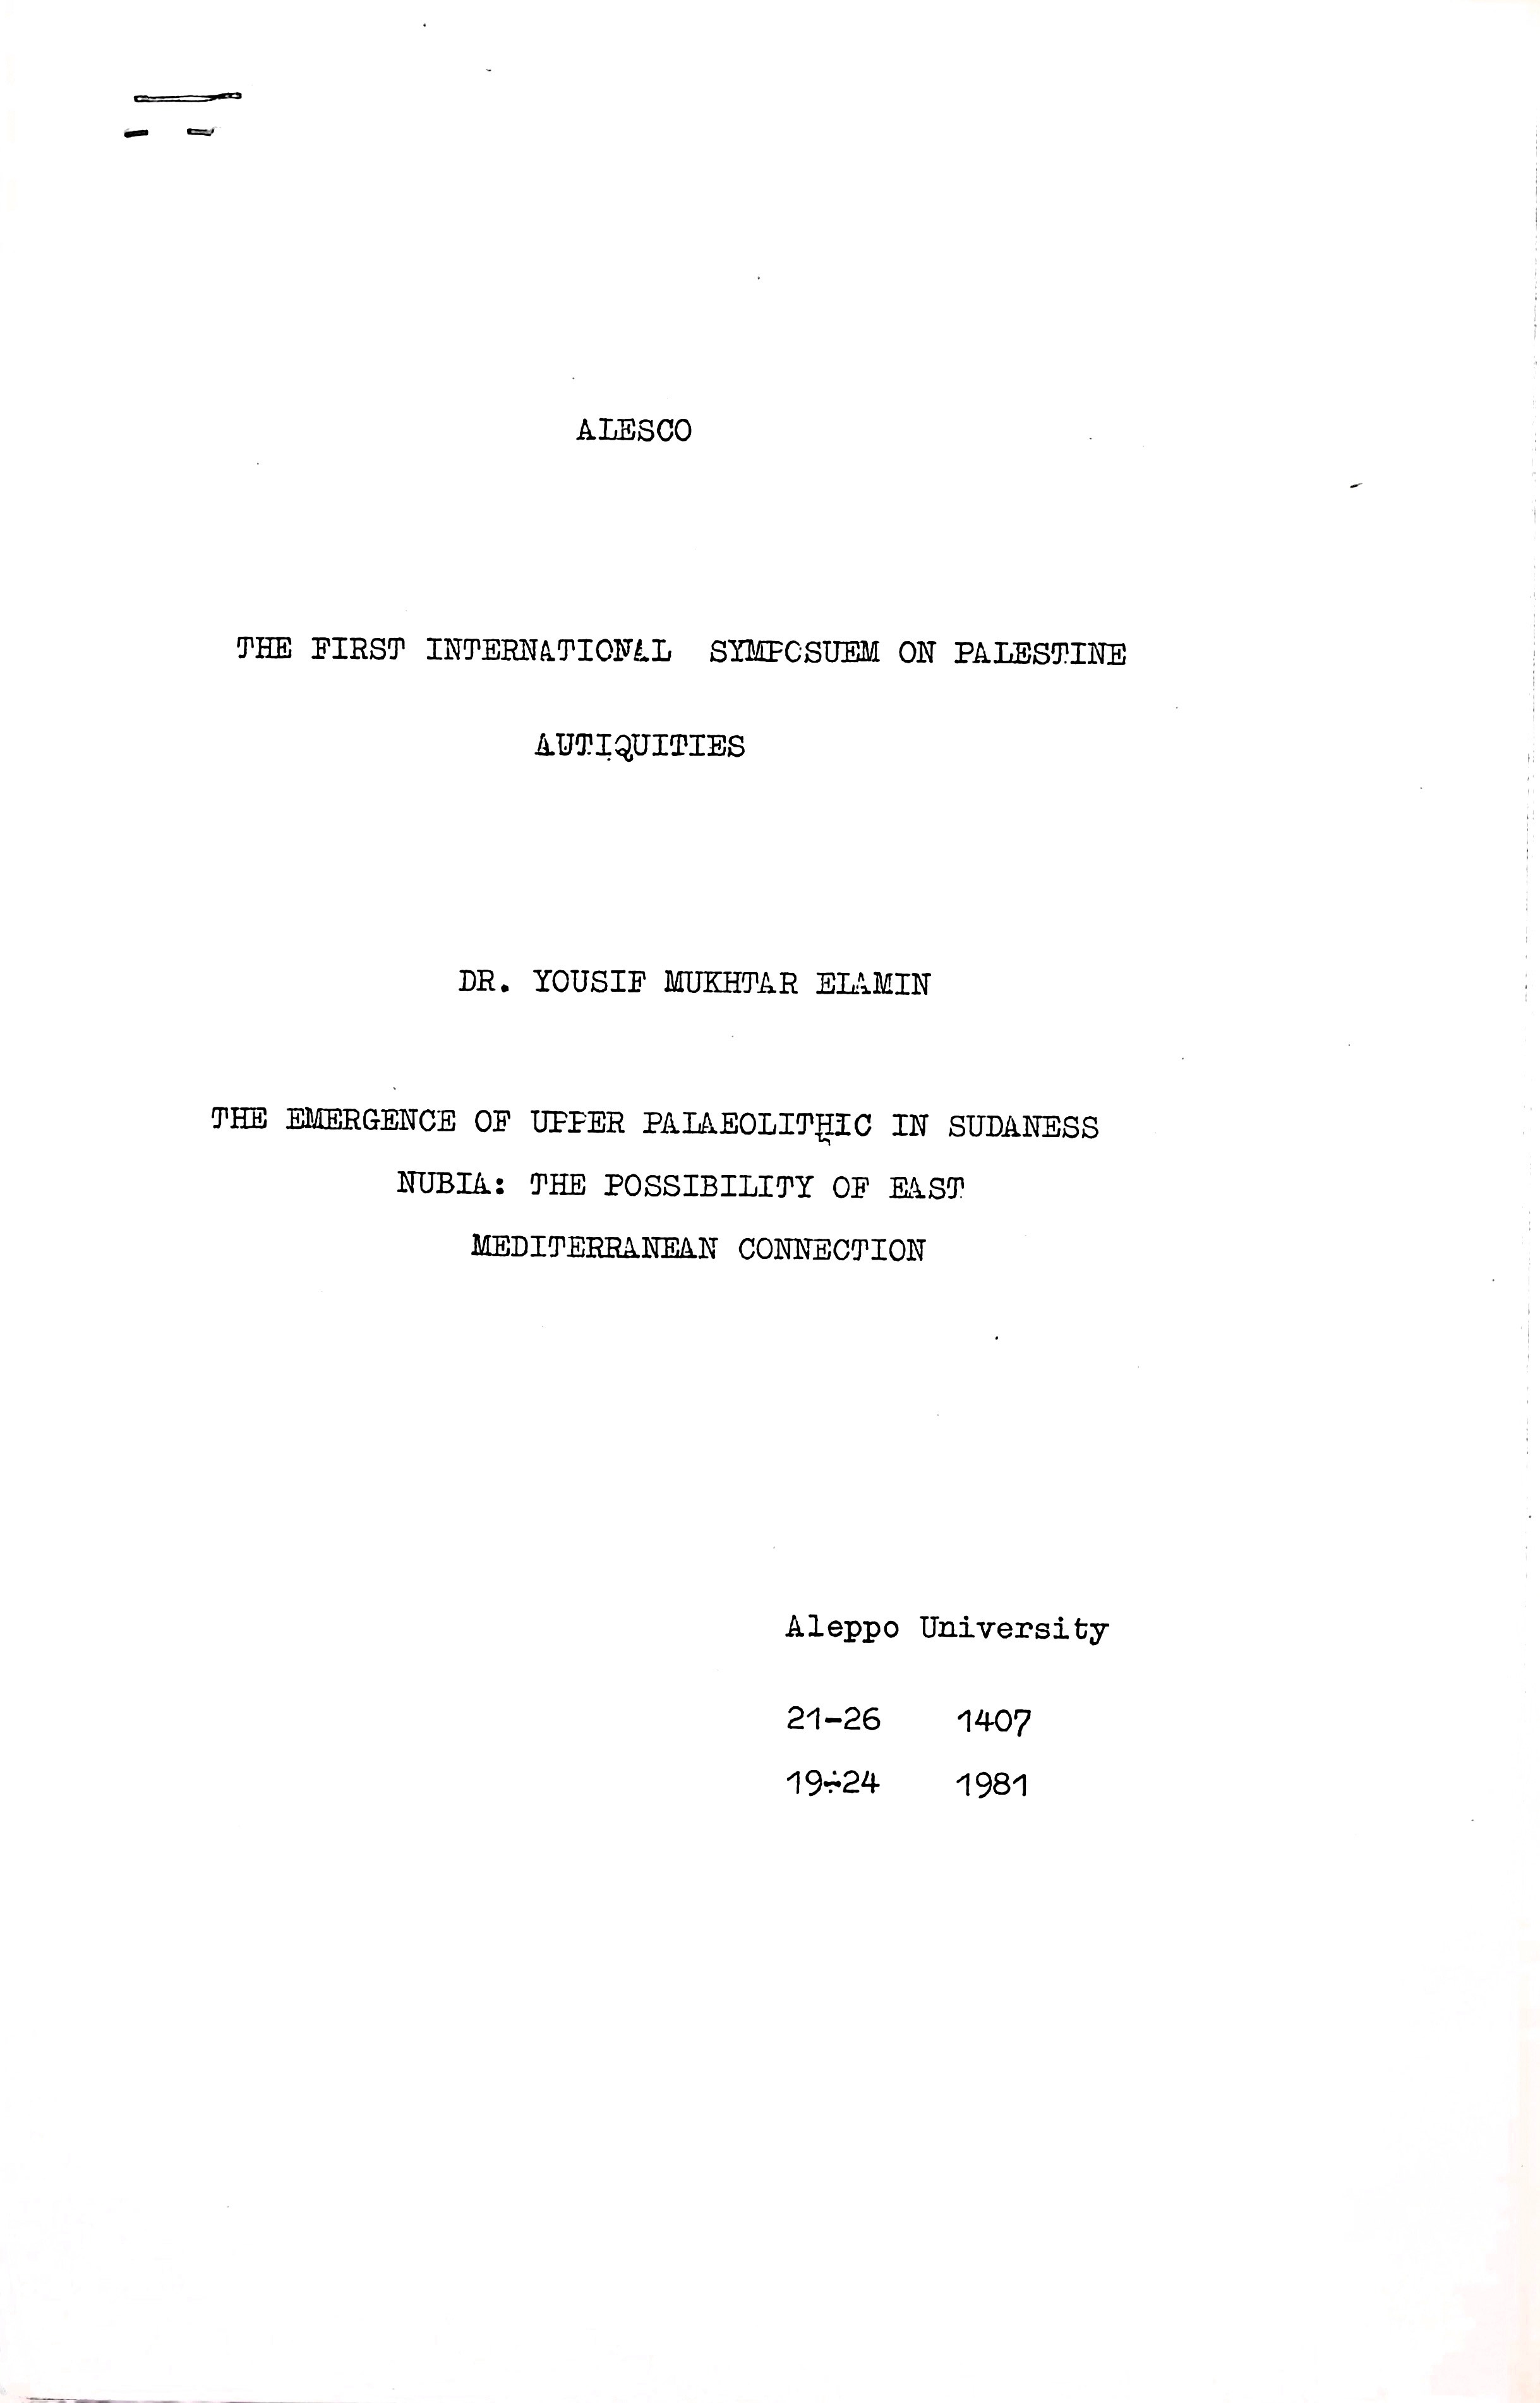 ALESCO
THE FIRST INTERNATIONAL SYMPOSUEM ON PALESTINE
AUTIQUITIES
DR. YOUSIF MUKHTAR ELAMIN
THE EMERGENCE OF UPPER PALAEOLITHIC IN SUDANESS
NUBIA: THE POSSIBILITY OF EAST
MEDITERRANEAN CONNECTION
Aleppo University
21-26 1407
19-24 1981